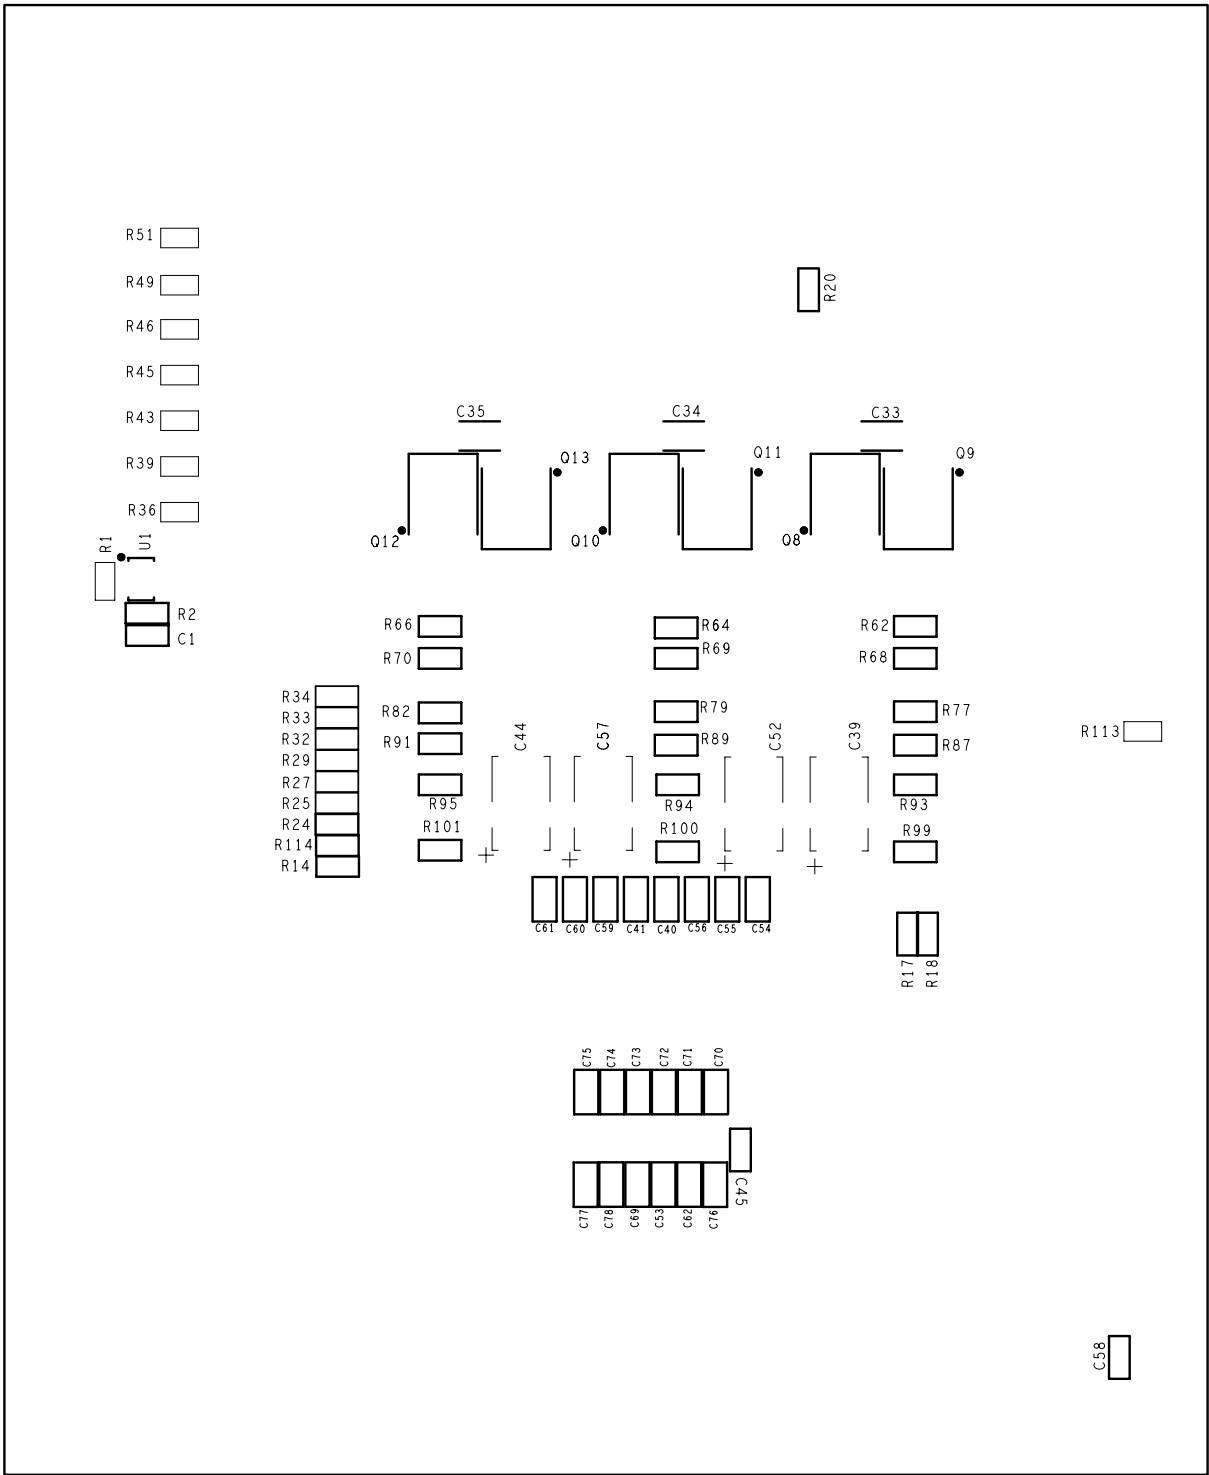 R51
R49
R20
R46
R45
C35
C34
C33
R43
Q13
Q11
Q9
R39
R36
R1
U1
Q12
Q10
Q8
R2
C1
R66
R64
R62
R69
R70
R68
R34
R82
R79
R77
R33
C44
C57
C52
C39
R113
R32
R91
R89
R87
R29
R27
R25
R95
R94
R93
R24
R101
R100
R99
R114
R14
+
+
+
+
C61
C60
C59
C41
C40
C56
C55
C54
R17
R18
C75
C74
C73
C72
C71
C70
C45
C77
C78
C69
C53
C62
C76
C58